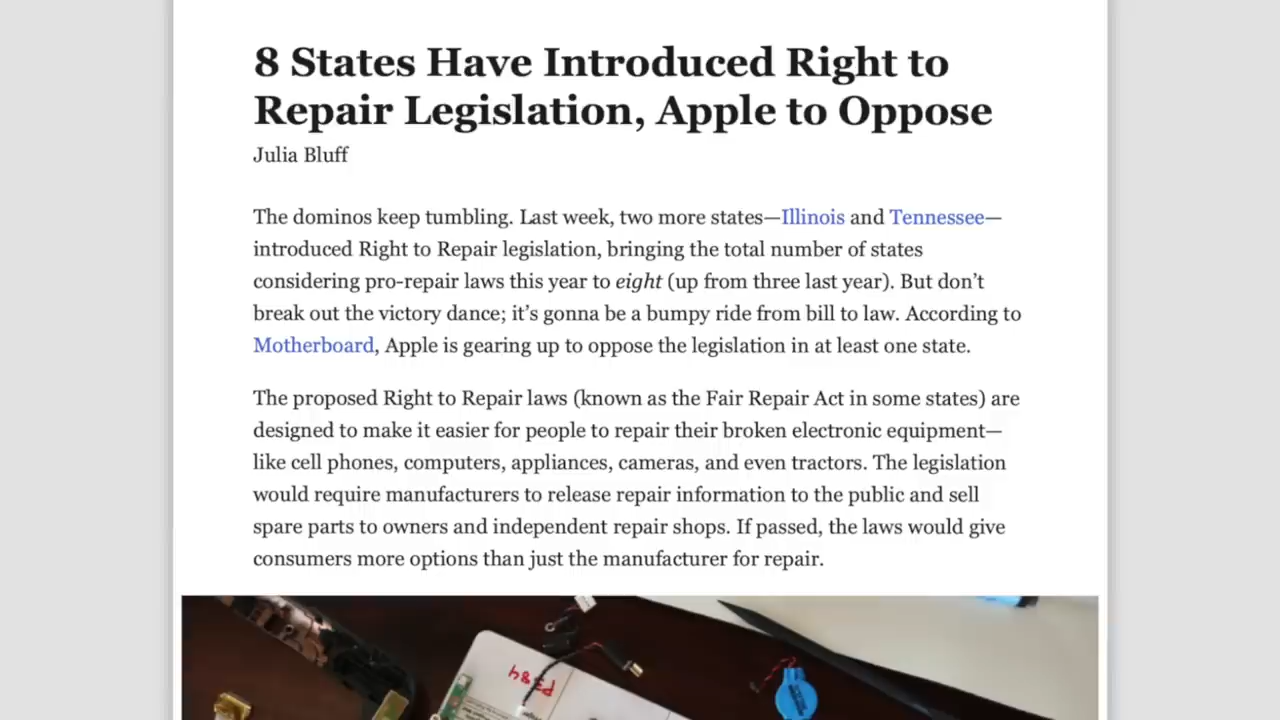 8 States Have Introduced Right to
Repair Legislation, Apple to Oppose
Julia Bluff
The dominos keep tumbling. Last week, two more states—Illinois and Tennessee—
introduced Right to Repair legislation, bringing the total number of states
considering pro-repair laws this year to eight (up from three last year). But don’t
break out the victory dance; it’s gonna be a bumpy ride from bill to law. According to
Motherboard, Apple is gearing up to oppose the legislation in at least one state.
The proposed Right to Repair laws (known as the Fair Repair Act in some states) are
designed to make it easier for people to repair their broken electronic equipment—
like cell phones, computers, appliances, cameras, and even tractors. The legislation
would require manufacturers to release repair information to the public and sell
spare parts to owners and independent repair shops. If passed, the laws would give
consumers more options than just the manufacturer for repair.